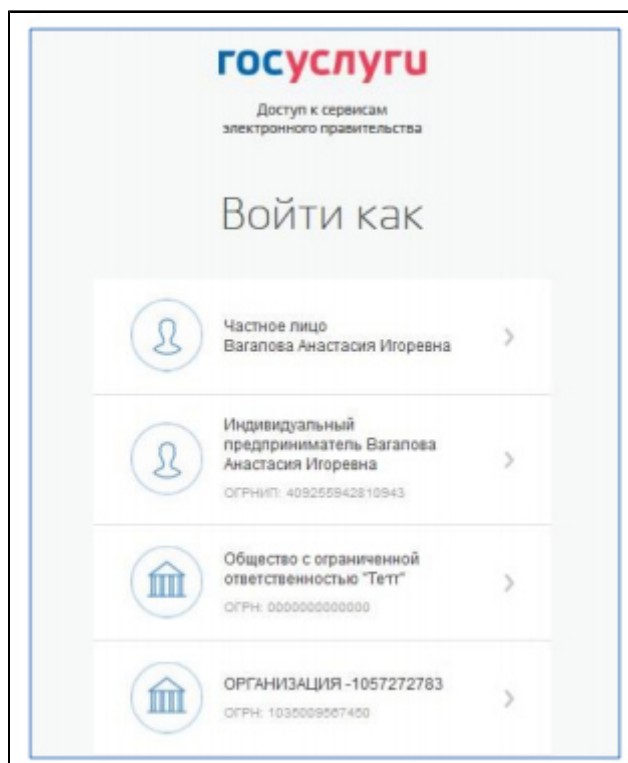 госуслуги
Доступ к сервисам
электронного правительства
Войти как
Частное лицо
Вагапова Анастасия Игоревна
Индивидуальный
предприниматель Вагапова
Анастасия Игоревна
ОГРНИП: 409255942810943
Общество с ограниченной
ответственностью "Тетт"
ОГРН: 0000000000000
ОРГАНИЗАЦИЯ -1057272783
ОГРН: 1035009567450